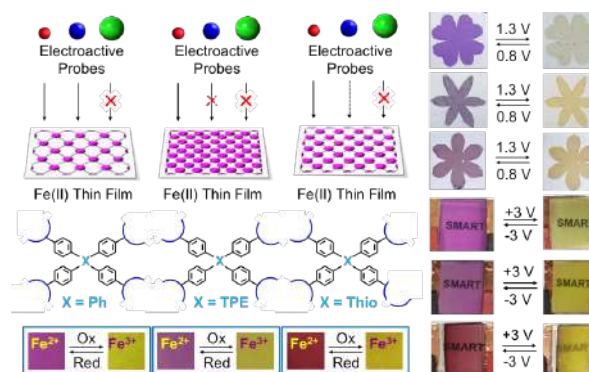 Electroactive
Probes
Electroactive
Probes
Electroactive
Probes
X
X
X
X
Fe(II) Thin Film
Fe(II) Thin Film
Fe(II) Thin Film
X
X
X
X = Ph
X = TPE
X = Thio
Fe2+
Ox
Red
Fe3+
Fe2+
Ox
Red
Fe3+
Fe2+
Ox
Red
Fe3+
1.3 V
0.8 V
1.3 V
0.8 V
1.3 V
0.8 V
SMART
+3 V
-3 V
SMART
SMART
+3 V
-3 V
SMART
SMART
+3 V
-3 V
SMART